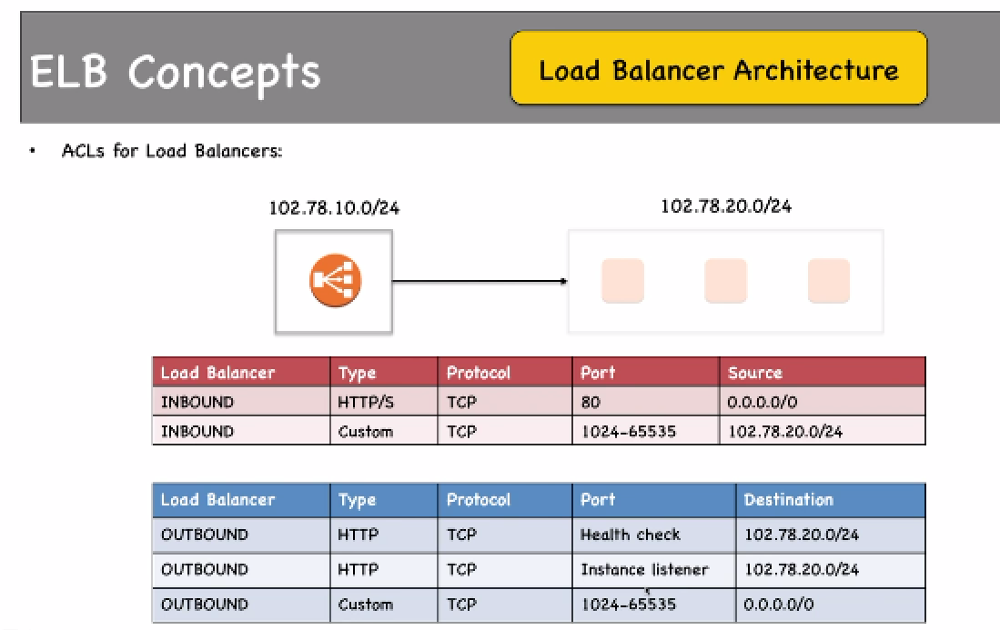 ELB Concepts
Load Balancer Architecture
• ACLs for Load Balancers:
102.78.10.0/24
102.78.20.0/24
Load Balancer Type Protocol Port Source
INBOUND HTTP/S TCP 80 0.0.0.0/0
INBOUND Custom TCP 1024-65535 102.78.20.0/24
Load Balancer Type Protocol Port Destination
OUTBOUND HTTP TCP Health check 102.78.20.0/24
OUTBOUND HTTP TCP Instance listener 102.78.20.0/24
OUTBOUND Custom TCP 1024-65535 0.0.0.0/0